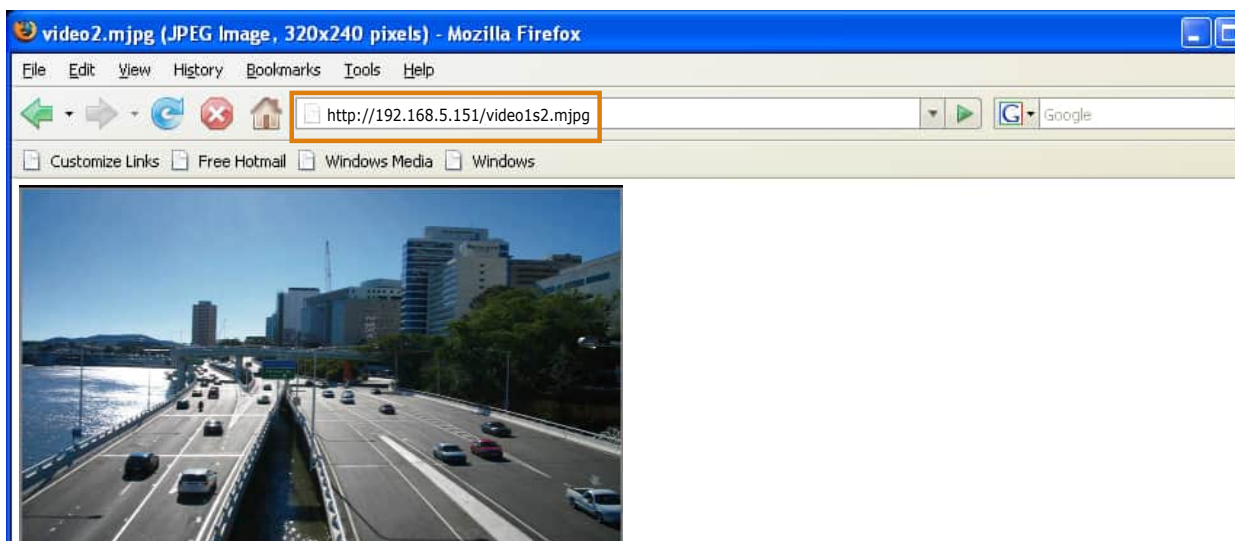 video2.mjpg (JPEG Image, 320x240 pixels) - Mozilla Firefox
File Edit View History Bookmarks Tools Help
http://192.168.5.151/video1s2.mjpg G Google
Customize Links Free Hotmail Windows Media Windows